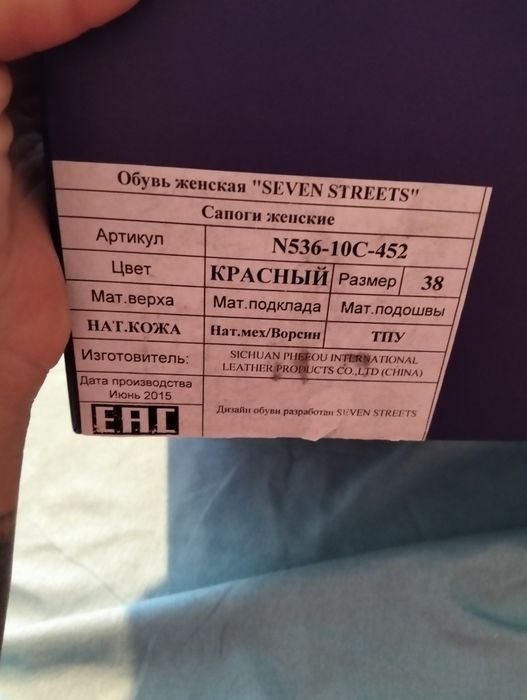 Обувь женская "SEVEN STREETS"
Сапоги женские
Артикул N536-10C-452
Цвет КРАСНЫЙ Размер 38
Мат.верха Мат.подклада Мат.подошвы
НАТ.КОЖА Нат.мех/Ворсин ТПУ
Изготовитель: SICHUAN PHEFOU INTERNATIONAL
LEATHER PRODUCTS CO.,LTD (CHINA)
Дата производства
Июнь 2015
EAC
Дизайн обуви разработан SEVEN STREETS